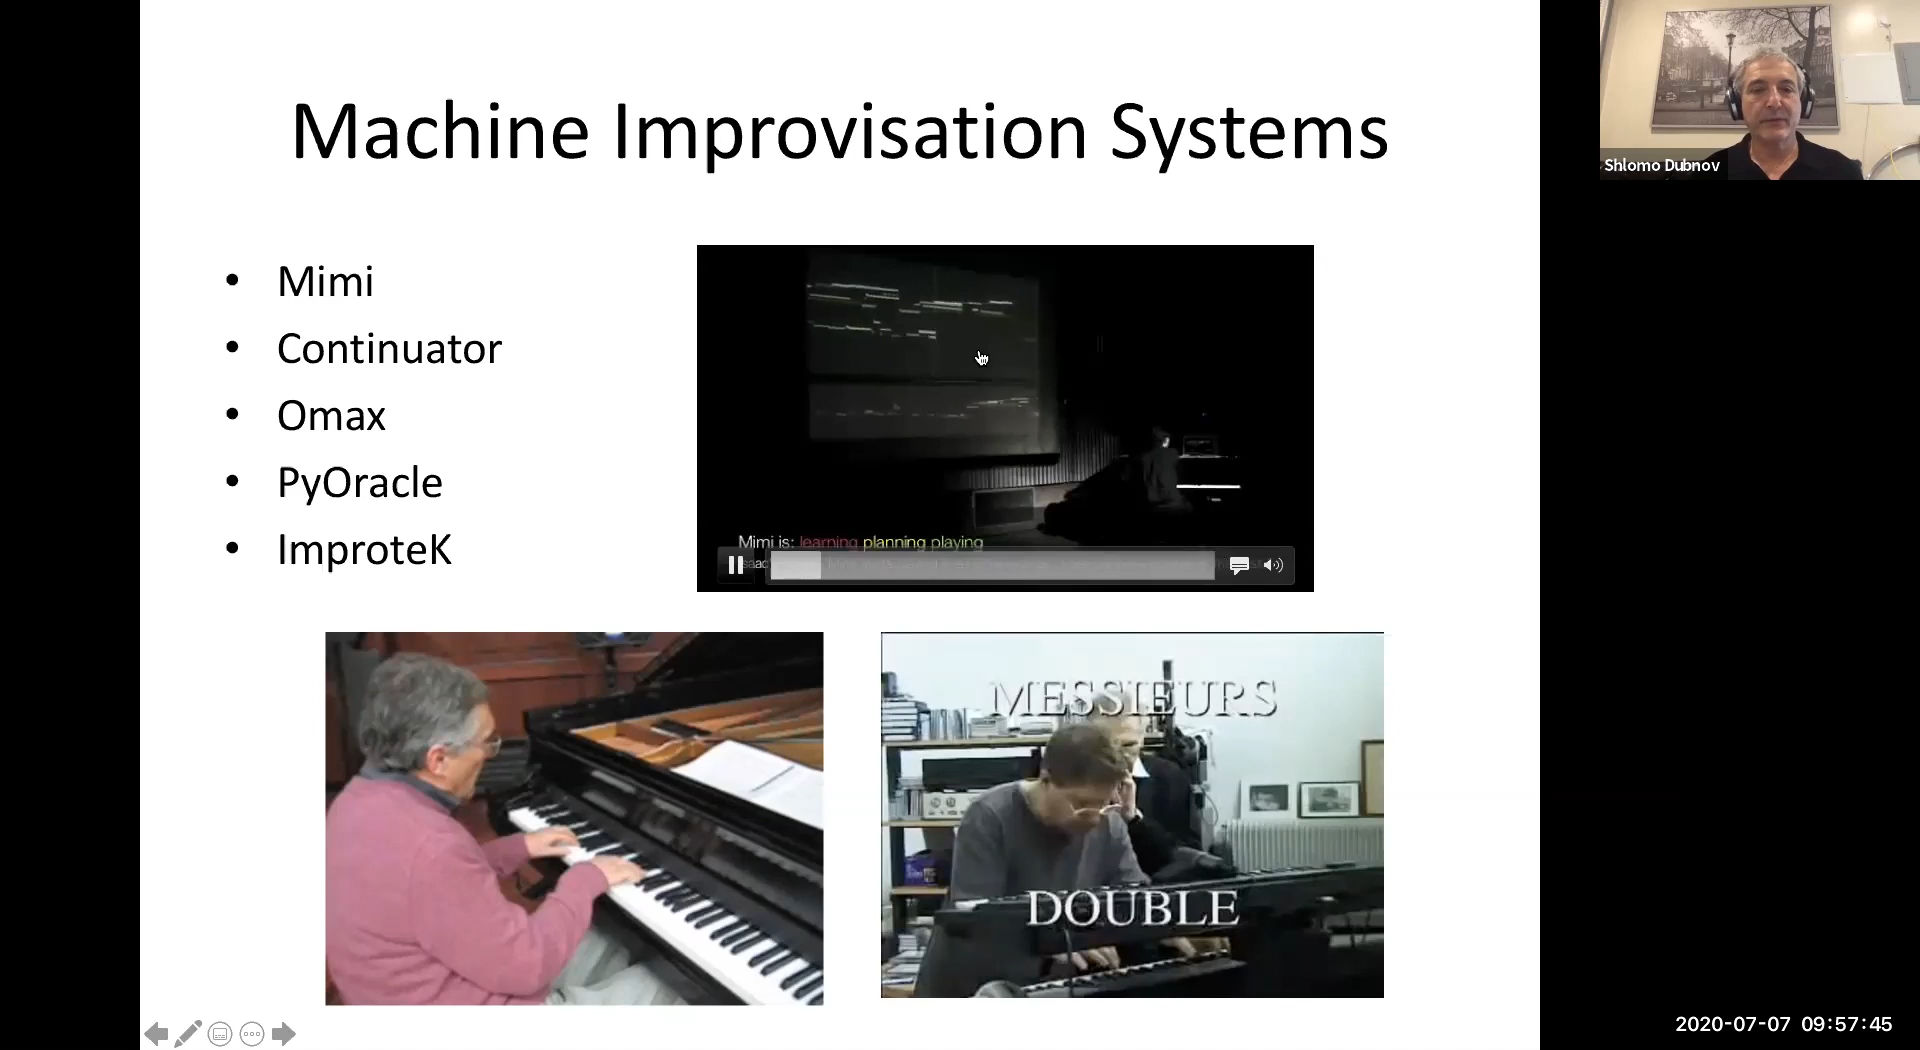 Machine Improvisation Systems
• Mimi
• Continuator
• Omax
• PyOracle
• ImproteK
Mimi is: learning planning playing
MESSIEURS
DOUBLE
Shlomo Dubnov
2020-07-07 09:57:45